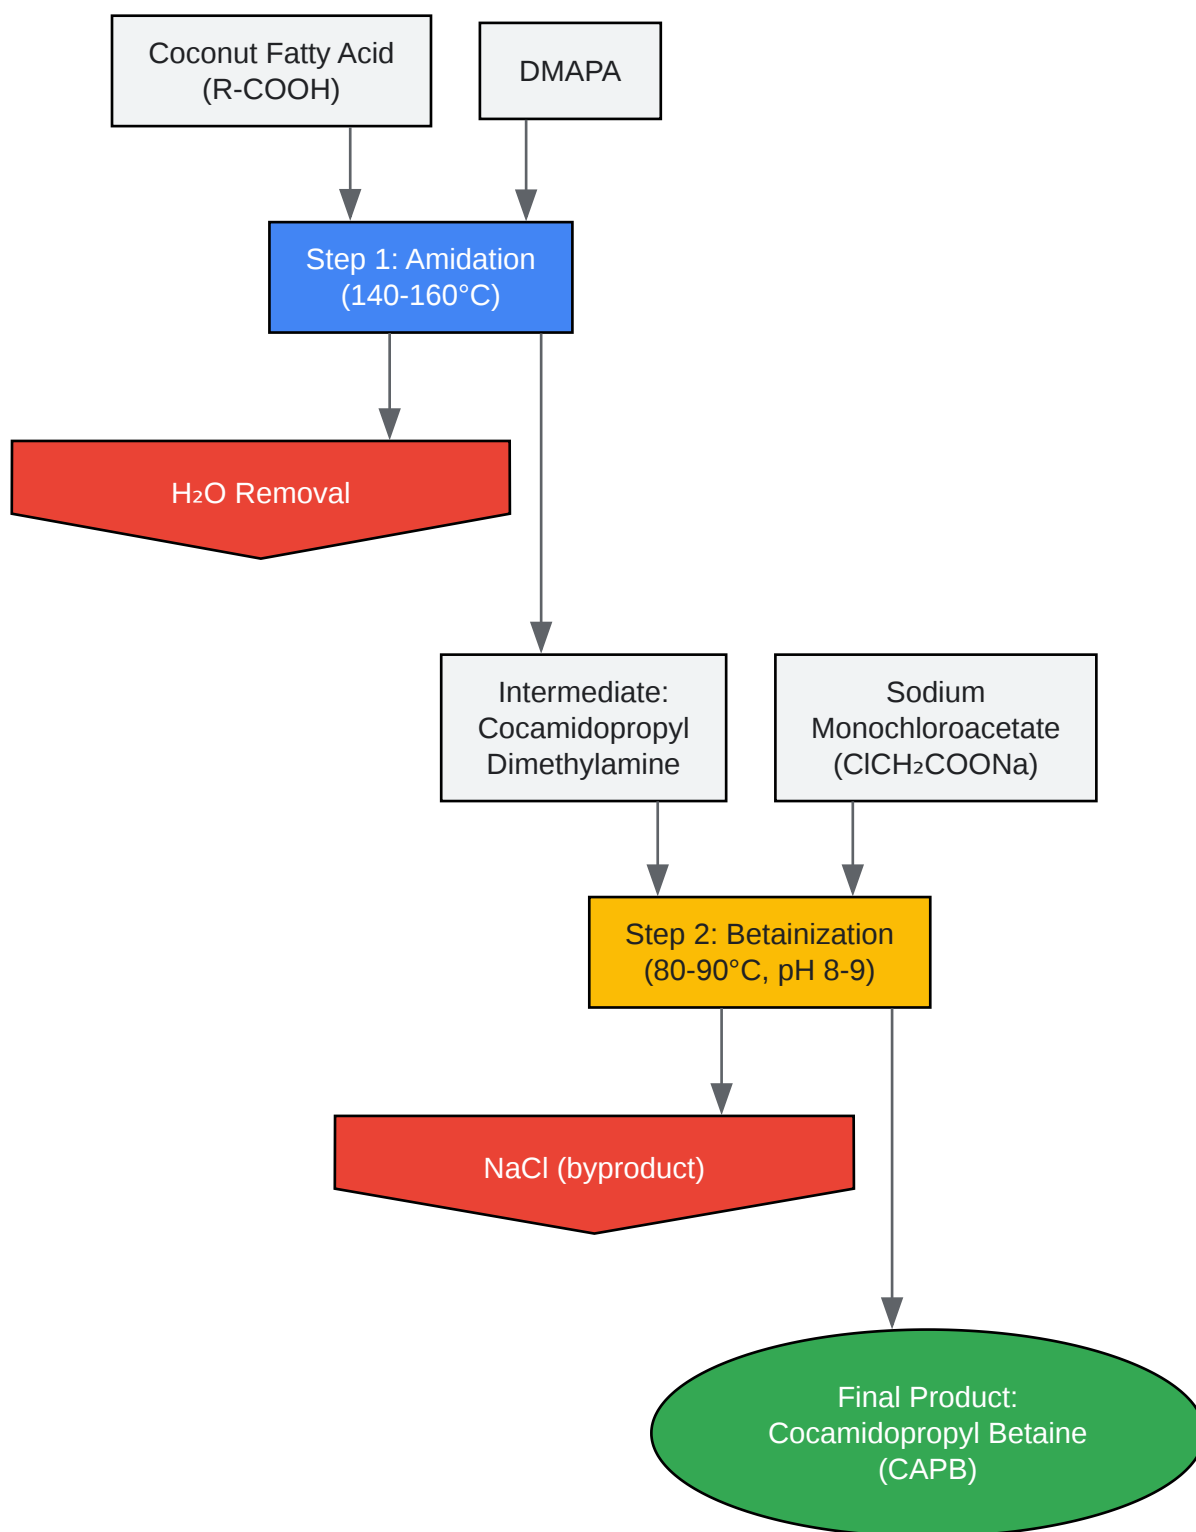 Coconut Fatty Acid
(R-COOH)
DMAPA
Step 1: Amidation
(140-160°C)
H₂O Removal
Intermediate:
Cocamidopropyl
Dimethylamine
Sodium
Monochloroacetate
(ClCH₂COONa)
Step 2: Betainization
(80-90°C, pH 8-9)
NaCl (byproduct)
Final Product:
Cocamidopropyl Betaine
(CAPB)